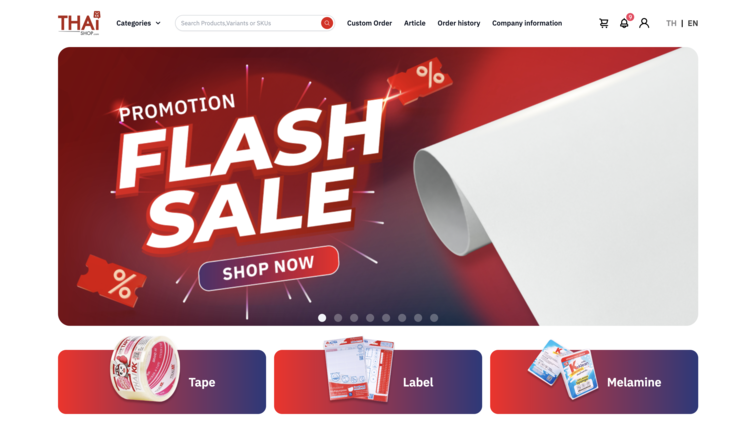 THAI
SHOP.com
Categories
Search Products,Variants or SKUs
Custom Order
Article
Order history
Company information
0
TH | EN
PROMOTION
FLASH
SALE
SHOP NOW
%
%
Tape
Label
Melamine